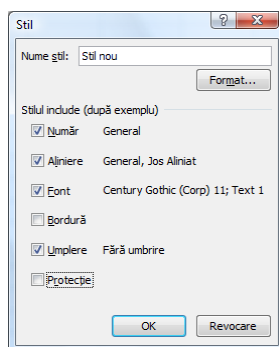 Stil
Nume stil: Stil nou
Format...
Stilul include (după exemplu)
Număr General
Aliniere General, Jos Aliniat
Font Century Gothic (Corp) 11; Text 1
Bordură
Umplere Fără umbrire
Protecție
OK Revocare